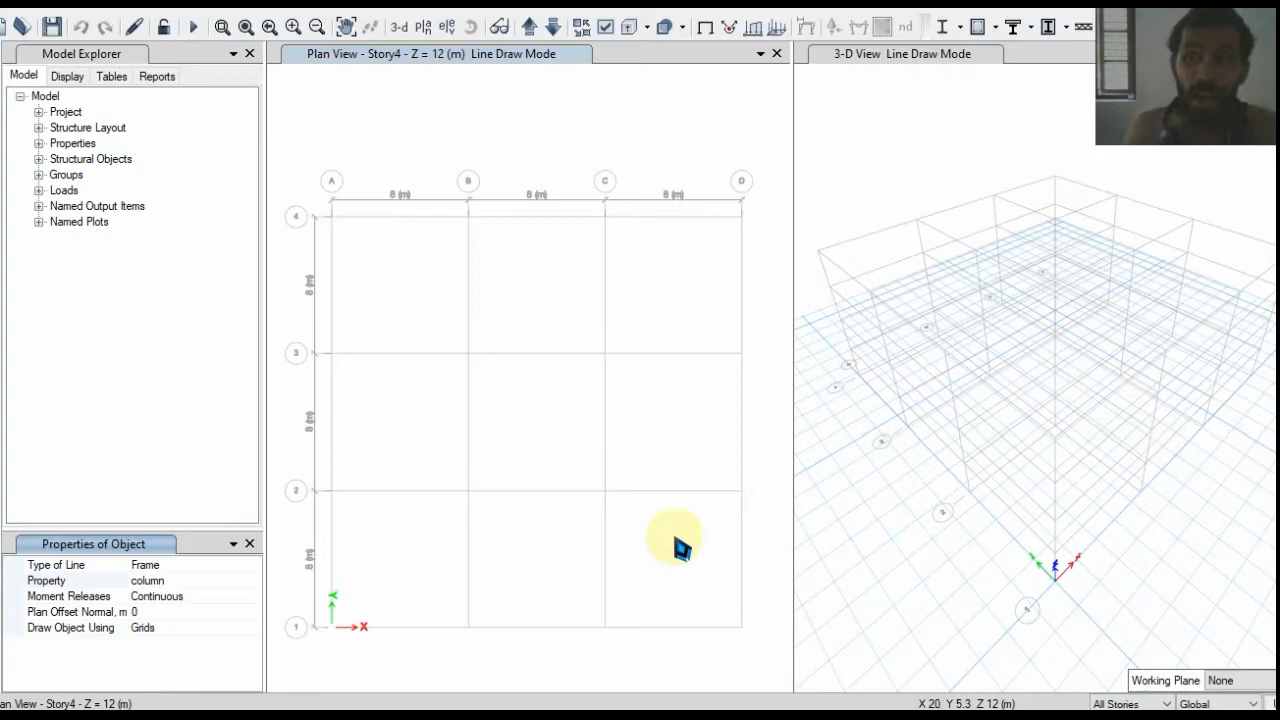 3-d plan elev
nd
Model Explorer
Plan View - Story4 - Z = 12 (m) Line Draw Mode
3-D View Line Draw Mode
Model Display Tables Reports
Model
Project
Structure Layout
Properties
Structural Objects
Groups
Loads
Named Output Items
Named Plots
A B C D
8 (m) 8 (m) 8 (m)
4
8 (m)
3
8 (m)
2
8 (m)
1
X
Properties of Object
Type of Line Frame
Property column
Moment Releases Continuous
Plan Offset Normal, m 0
Draw Object Using Grids
Working Plane None
an View - Story4 - Z = 12 (m)
X 20 Y 5.3 Z 12 (m)
All Stories Global